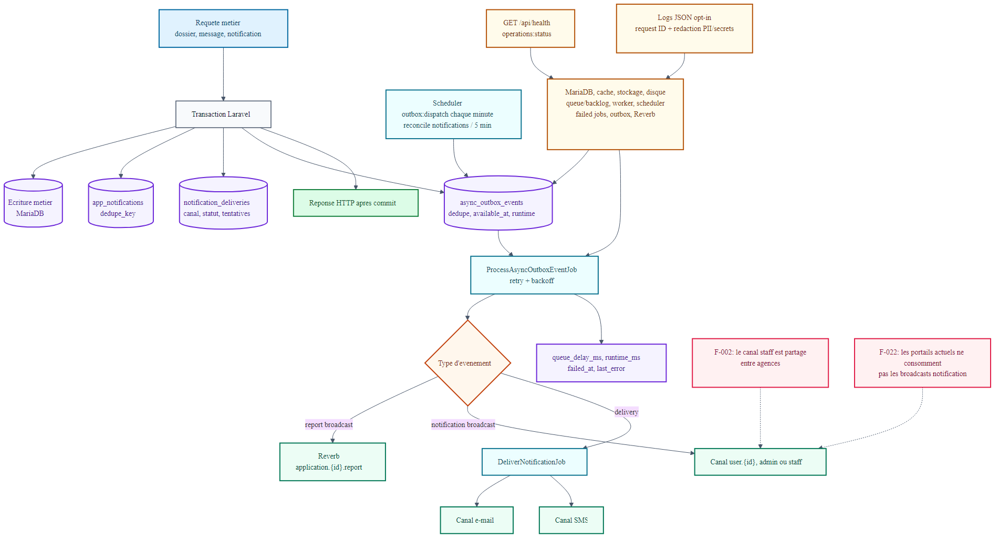 Requete metier
dossier, message, notification
GET /api/health
operations:status
Logs JSON opt-in
request ID + redaction PII/secrets
MariaDB, cache, stockage, disque
queue/backlog, worker, scheduler
failed jobs, outbox, Reverb
Scheduler
outbox:dispatch chaque minute
reconcile notifications / 5 min
Transaction Laravel
Ecriture metier
MariaDB
app_notifications
dedupe_key
notification_deliveries
canal, statut, tentatives
Reponse HTTP apres commit
async_outbox_events
dedupe, available_at, runtime
ProcessAsyncOutboxEventJob
retry + backoff
Type d'evenement
queue_delay_ms, runtime_ms
failed_at, last_error
F-002: le canal staff est partage
entre agences
F-022: les portails actuels ne
consomment
pas les broadcasts notification
report broadcast
notification broadcast
delivery
Reverb
application.{id}.report
DeliverNotificationJob
Canal user.{id}, admin ou staff
Canal e-mail
Canal SMS